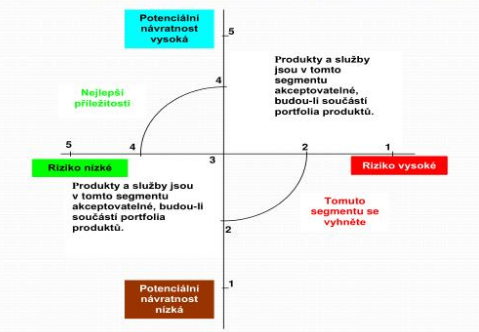 Potenciální
návratnost
vysoká
5
Produkty a služby
jsou v tomto
segmentu
akceptovatelné,
budou-li součástí
portfolia produktů.
4
Nejlepší
příležitosti
5
4
3
2
1
Riziko nízké
Riziko vysoké
Produkty a služby jsou
v tomto segmentu
akceptovatelné, budou-li
součástí portfolia
produktů.
Tomuto
segmentu se
vyhněte
2
Potenciální
návratnost
nízká
1